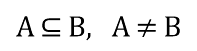 A ⊆ B,  A ≠ B